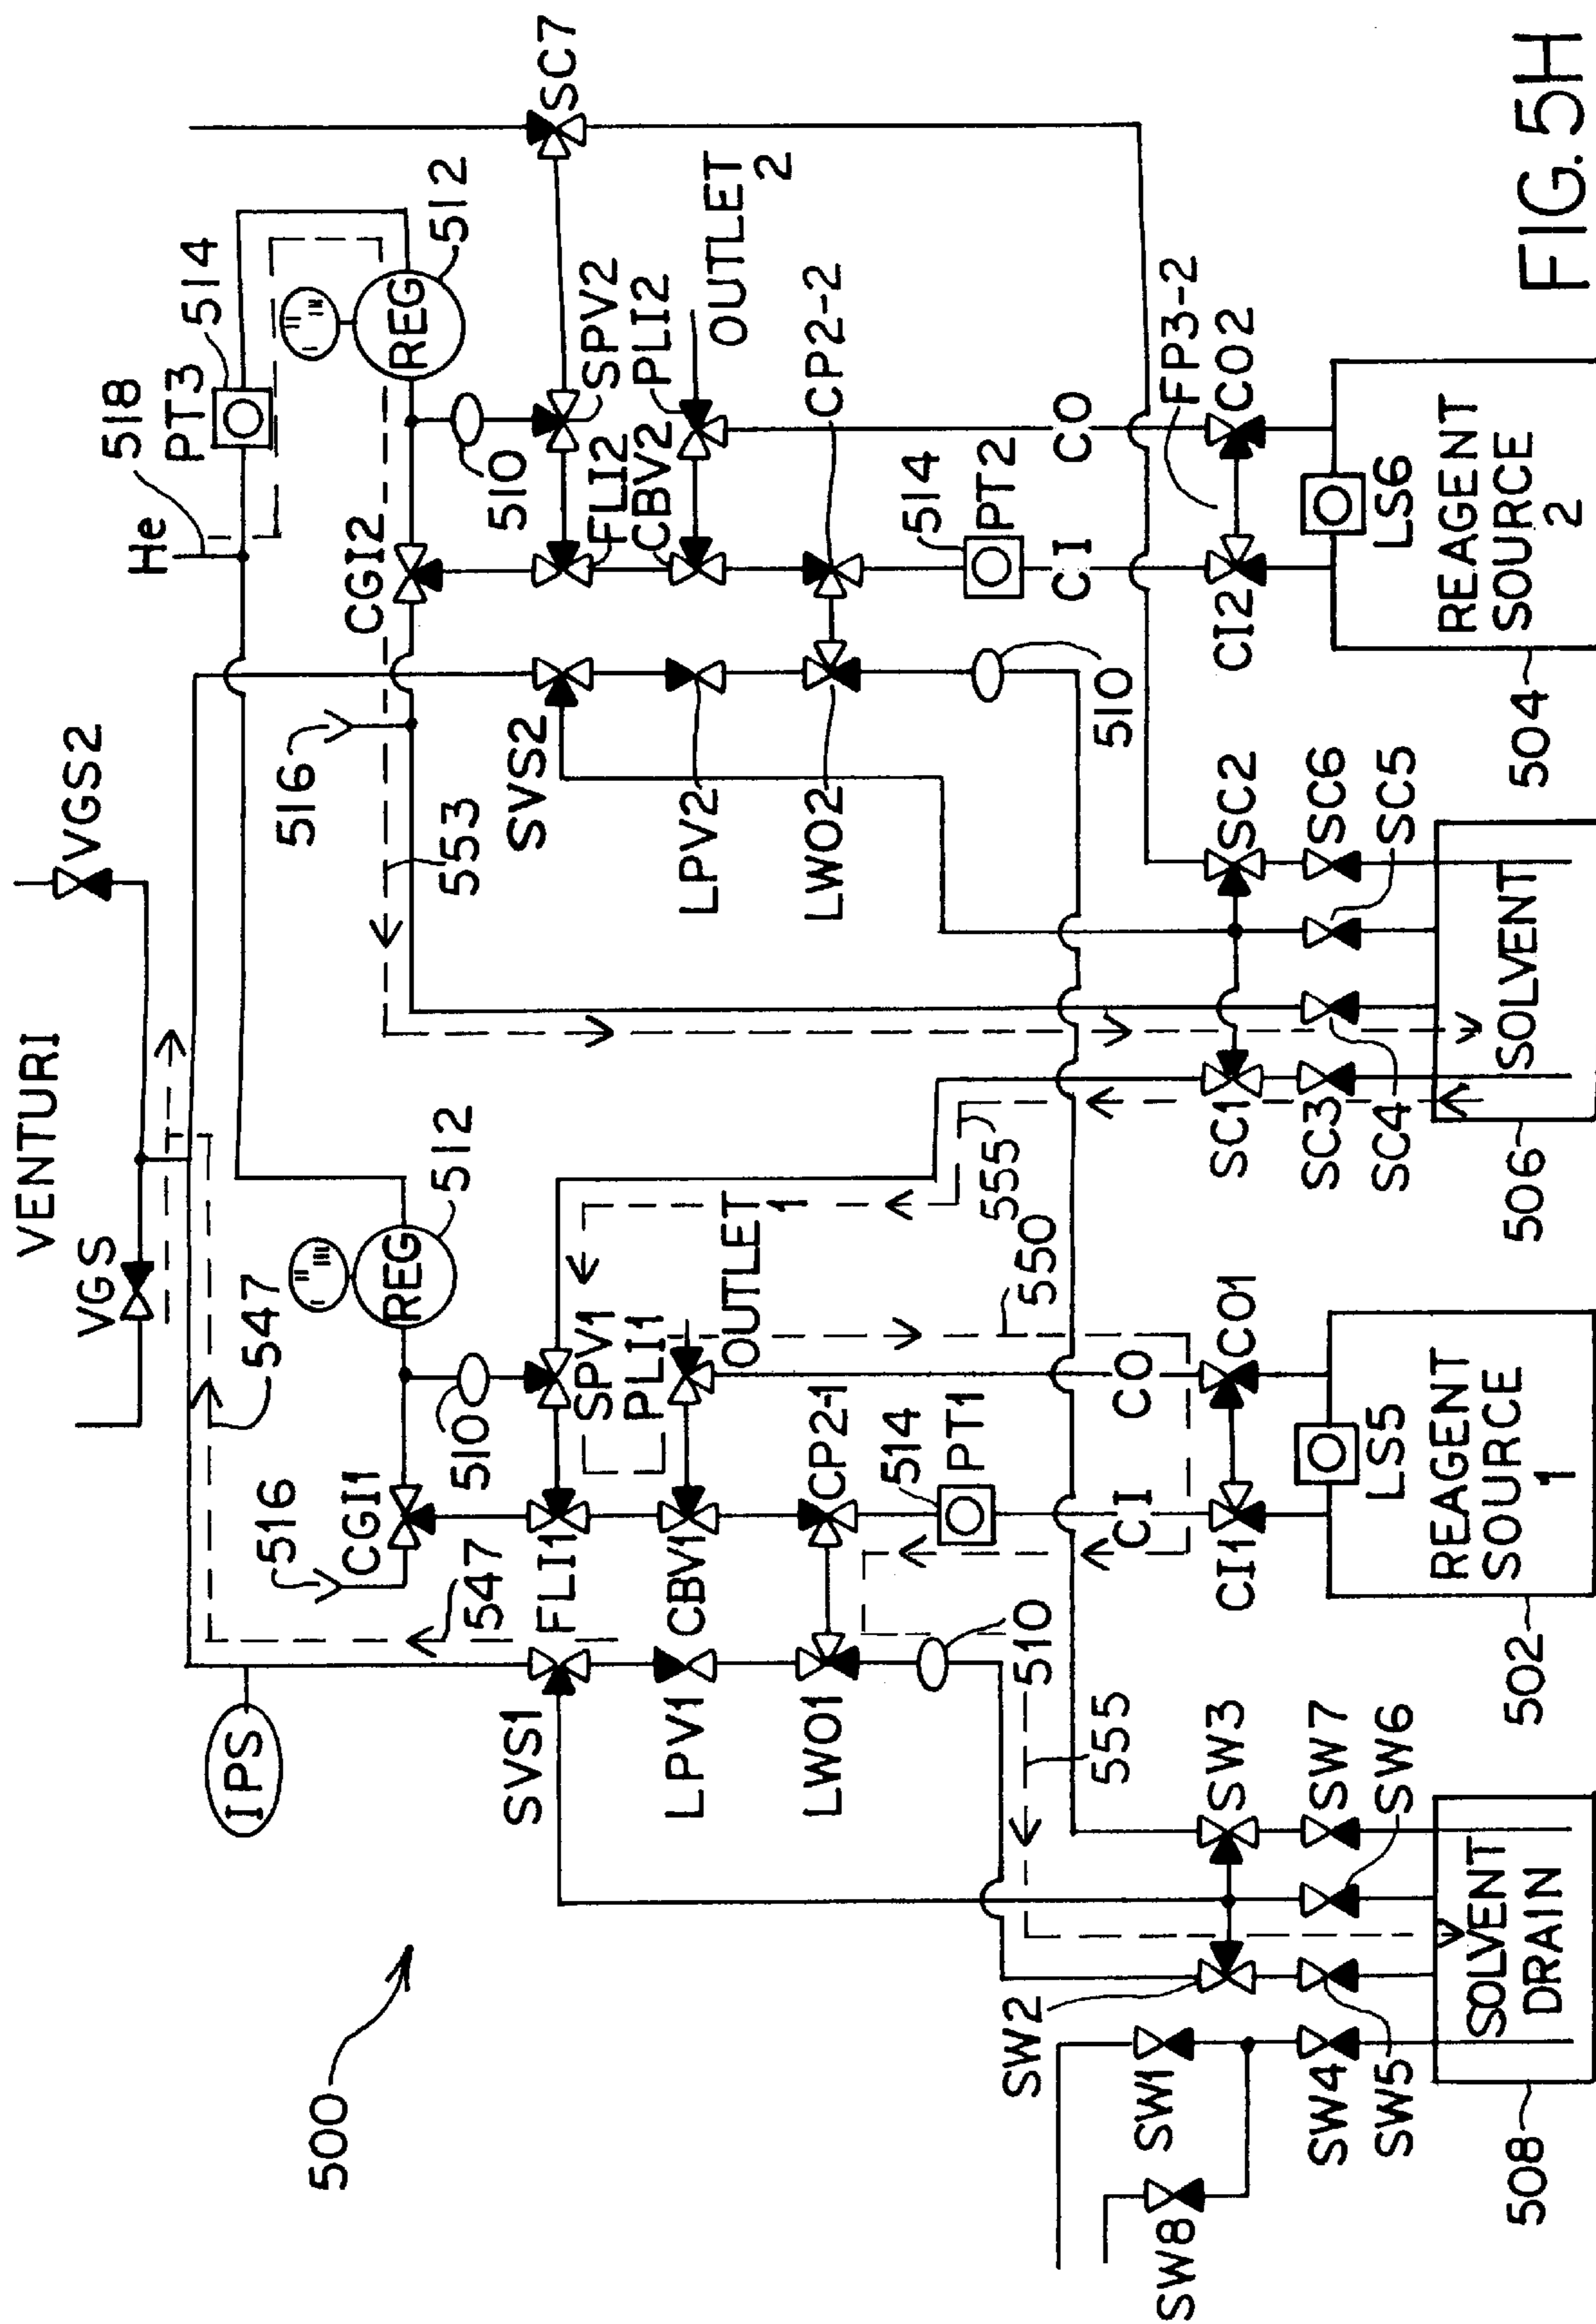 VENTURI
VGS
VGS2
518
He
PT3
514
512
REG
SC7
IPS
547
512
REG
516
CGI1
547
510
SPV1
PLI1
OUTLET
1
555
550
CGI2
516
553
510
FLI2
CBV2
SPV2
PLI2
OUTLET
2
CP2-2
500
SVS1
FLI1
LPV1
CBV1
LWO1
CP2-1
514
PT1
510
CI
CO
SVS2
LPV2
LWO2
510
514
PT2
CI
CO
FP3-2
555
SW8
SW1
SW2
SW3
SW4
SW5
SW7
SW6
CI1
CO1
LS5
SC1
SC2
SC3
SC4
SC6
SC5
CI2
CO2
LS6
508
SOLVENT
DRAIN
502
REAGENT
SOURCE
1
506
SOLVENT
504
REAGENT
SOURCE
2
FIG. 5H